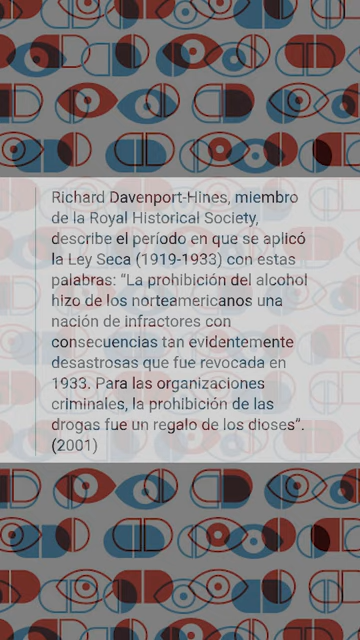 Richard Davenport-Hines, miembro
de la Royal Historical Society,
describe el período en que se aplicó
la Ley Seca (1919-1933) con estas
palabras: “La prohibición del alcohol
hizo de los norteamericanos una
nación de infractores con
consecuencias tan evidentemente
desastrosas que fue revocada en
1933. Para las organizaciones
criminales, la prohibición de las
drogas fue un regalo de los dioses“.
(2001)